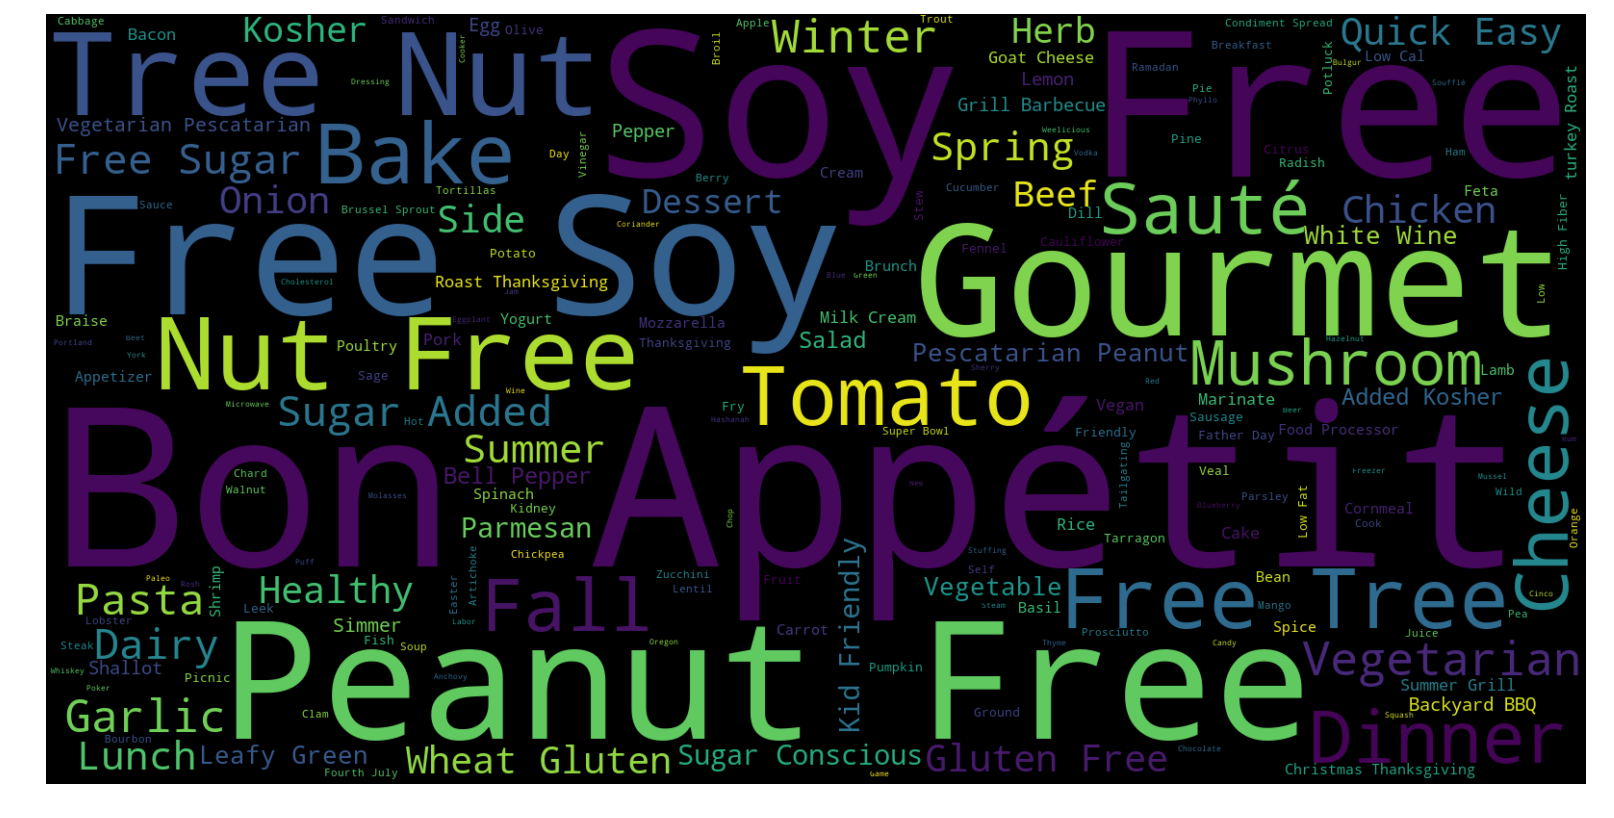 Cabbage
Bacon
Kosher
Sandwich
Egg
Olive
Cooker
Tree Nut
Dressing
Soy Free
Broil
Apple
Winter
Trout
Herb
Goat Cheese
Lemon
Condiment Spread
Breakfast
Ramadan
Quick Easy
Potluck
Low Cal
Bulgur
Soufflé
Pie
Phyllo
turkey Roast
Vegetarian Pescatarian
Free Sugar
Bake
Day
Vinegar
Pepper
Grill Barbecue
Weelicious
Vodka
Pine
Citrus
Radish
Ham
Spring
Berry
Cream
Cucumber
Beef
Dill
Sauté
Chicken
Feta
High Fiber
Onion
Tortillas
Sauce
Brussel Sprout
Side
Dessert
Stew
Coriander
Free Soy
Potato
Cholesterol
Roast Thanksgiving
Jam
Fennel
Cauliflower
Brunch
Blue
Green
White Wine
Low
Gourmet
Braise
Eggplant
Yogurt
Mozzarella
Thanksgiving
Milk Cream
Salad
Portland
Beet
York
Appetizer
Nut Free
Poultry
Pork
Sage
Wine
Pescatarian Peanut
Sherry
Hazelnut
Mushroom
Lamb
Red
Marinate
Added Kosher
Cheese
Microwave
Sugar Added
Hot
Tomato
Fry
Hashanah
Vegan
Super Bowl
Friendly
Sausage
Beer
Father Day
Food Processor
Rum
Summer
Bell Pepper
Bon Appétit
Chard
Walnut
Molasses
Spinach
Kidney
Parmesan
Chop
New
Tailgating
Veal
Blueberry
Parsley
Low Fat
Freezer
Cornmeal
Cook
Mussel
Wild
Orange
Rice
Tarragon
Cake
Chickpea
Puff
Stuffing
Self
Paleo
Rosh
Shrimp
Pasta
Lobster
Leek
Healthy
Simmer
Easter
Artichoke
Labor
Fall
Zucchini
Lentil
Fruit
Kid Friendly
Vegetable
Steam
Basil
Free Tree
Bean
Mango
Spice
Cinco
Pea
Steak
Dairy
Shallot
Whiskey
Poker
Picnic
Fish
Soup
Anchovy
Oregon
Carrot
Pumpkin
Thyme
Prosciutto
Candy
Juice
Vegetarian
Summer Grill
Squash
Backyard BBQ
Garlic
Bourbon
Clam
Peanut Free
Ground
Dinner
Lunch
Leafy Green
Fourth July
Wheat Gluten
Sugar Conscious
Game
Gluten Free
Chocolate
Christmas Thanksgiving